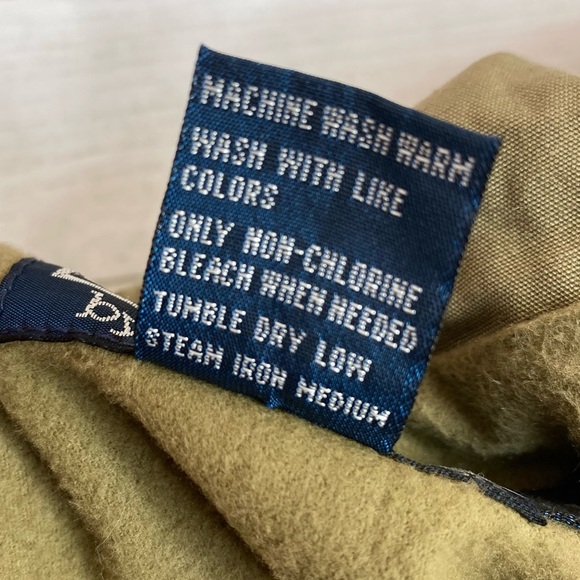 MACHINE WASH WARM
WASH WITH LIKE
COLORS
ONLY NON-CHLORINE
BLEACH WHEN NEEDED
TUMBLE DRY LOW
STEAM IRON MEDIUM